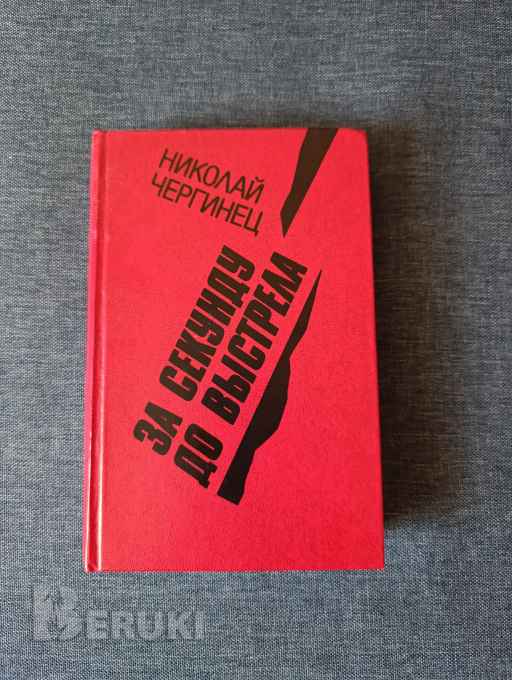 НИКОЛАЙ
ЧЕРГИНЕЦ
ЗА СЕКУНДУ
ДО ВЫСТРЕЛА
BERUKI